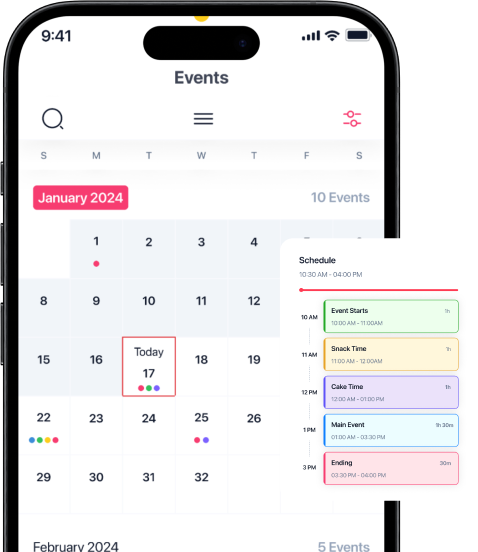 9:41
Events
S M T W T F S
January 2024 10 Events
1 2 3 4
8 9 10 11 12
Today
15 16 17 18 19
22 23 24 25 26
29 30 31 32
February 2024 5 Events
Schedule
10:30 AM - 04:00 PM
10 AM Event Starts 1h
10:00 AM - 11:00AM
11 AM Snack Time 1h
11:00 AM - 12:00AM
12 PM Cake Time 1h
12:00 AM - 01:00 PM
1 PM Main Event 1h 30m
01:00 AM - 03:30 PM
3 PM Ending 30m
03:30 PM - 04:00 PM